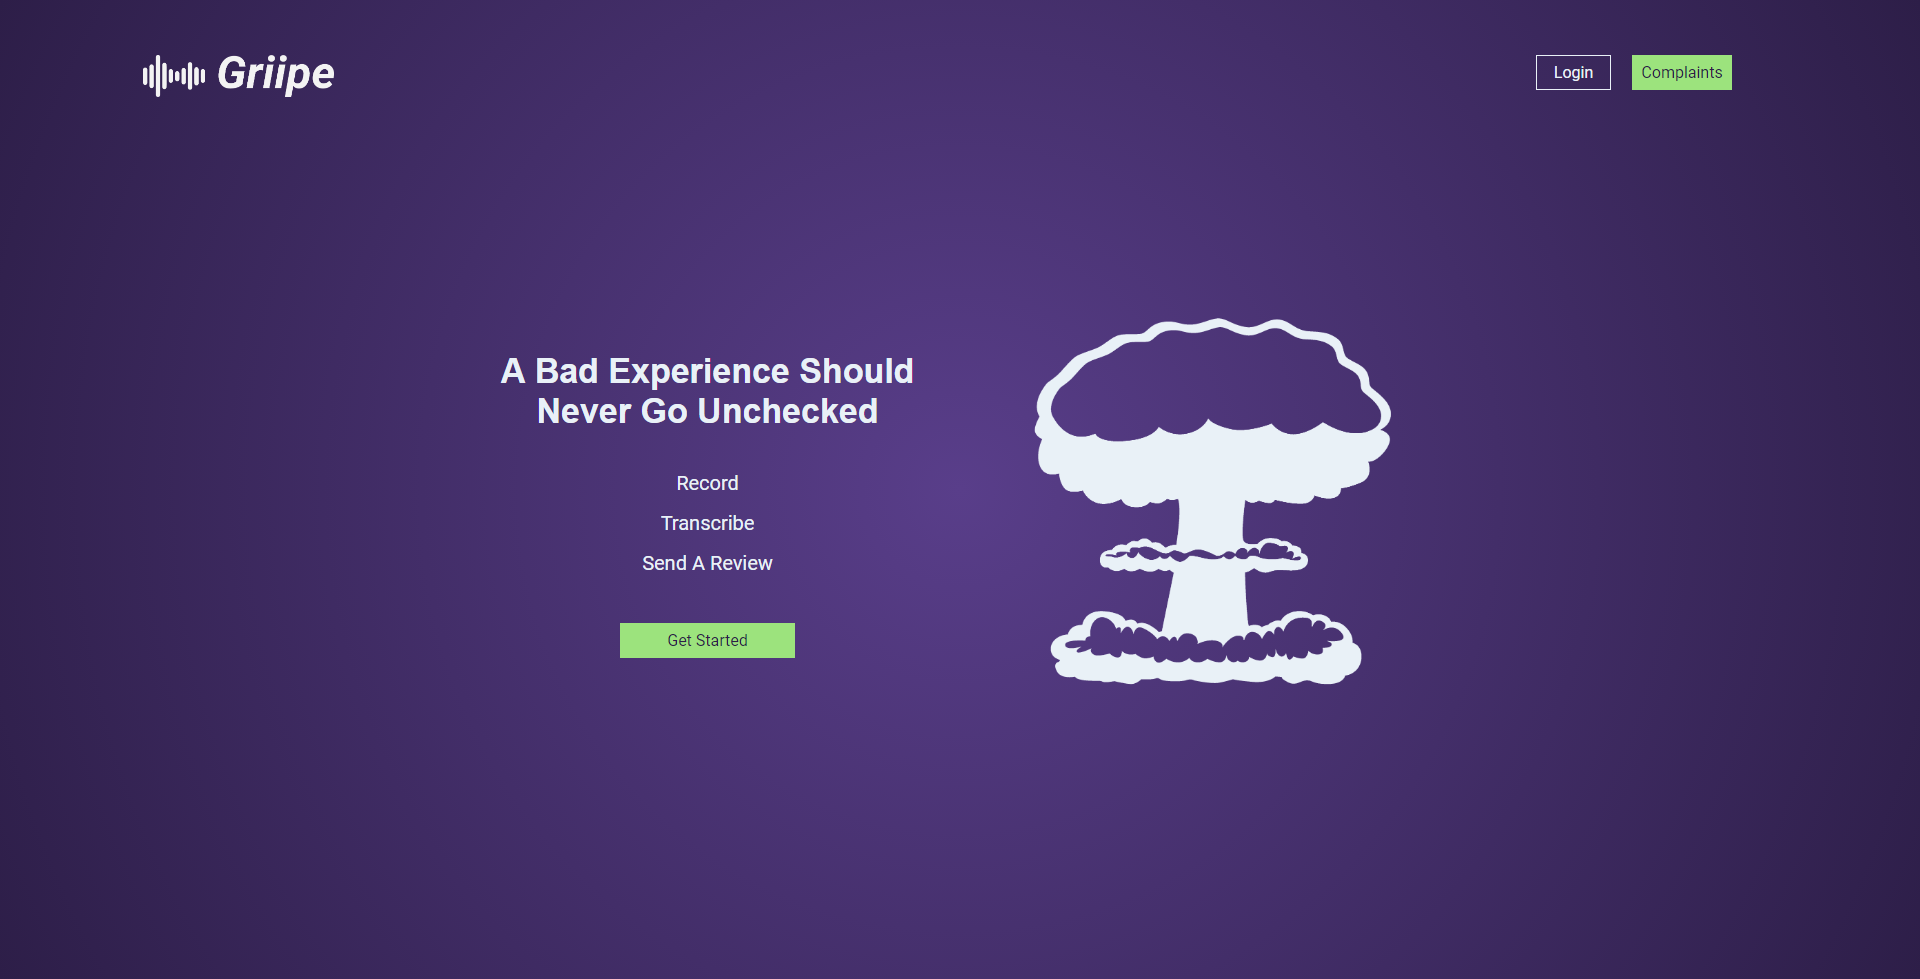 Griipe
Login
Complaints
A Bad Experience Should
Never Go Unchecked
Record
Transcribe
Send A Review
Get Started